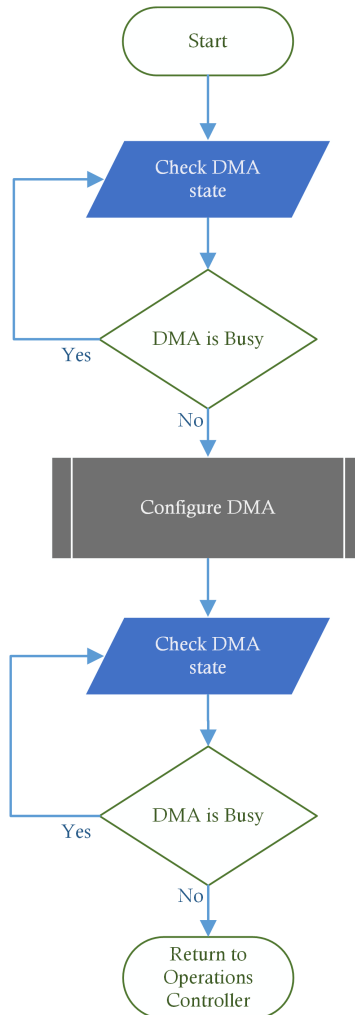 Start
Check DMA
state
DMA is Busy
Yes
No
Configure DMA
Check DMA
state
DMA is Busy
Yes
No
Return to
Operations
Controller